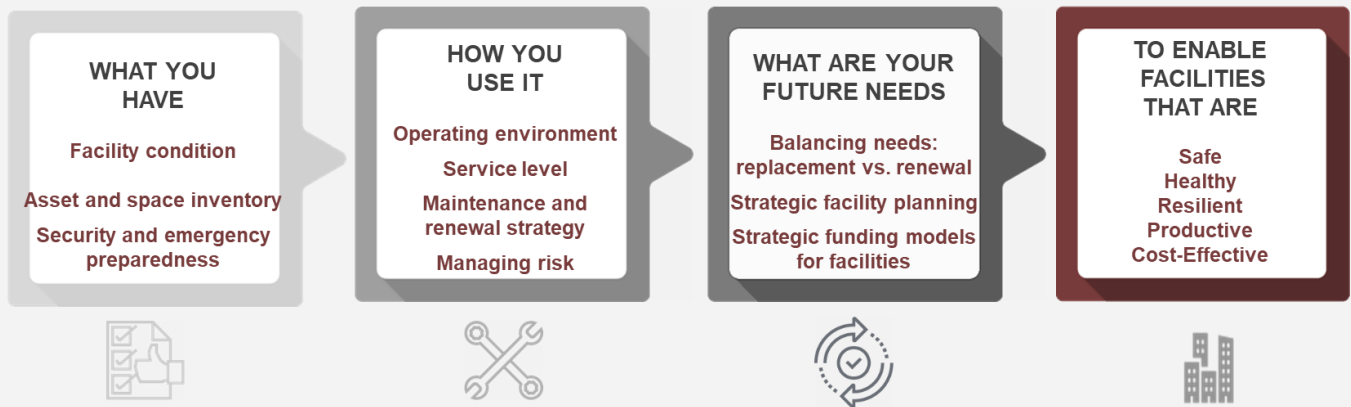 WHAT YOU
HAVE
Facility condition
Asset and space inventory
Security and emergency
preparedness
HOW YOU
USE IT
Operating environment
Service level
Maintenance and
renewal strategy
Managing risk
WHAT ARE YOUR
FUTURE NEEDS
Balancing needs:
replacement vs. renewal
Strategic facility planning
Strategic funding models
for facilities
TO ENABLE
FACILITIES
THAT ARE
Safe
Healthy
Resilient
Productive
Cost-Effective